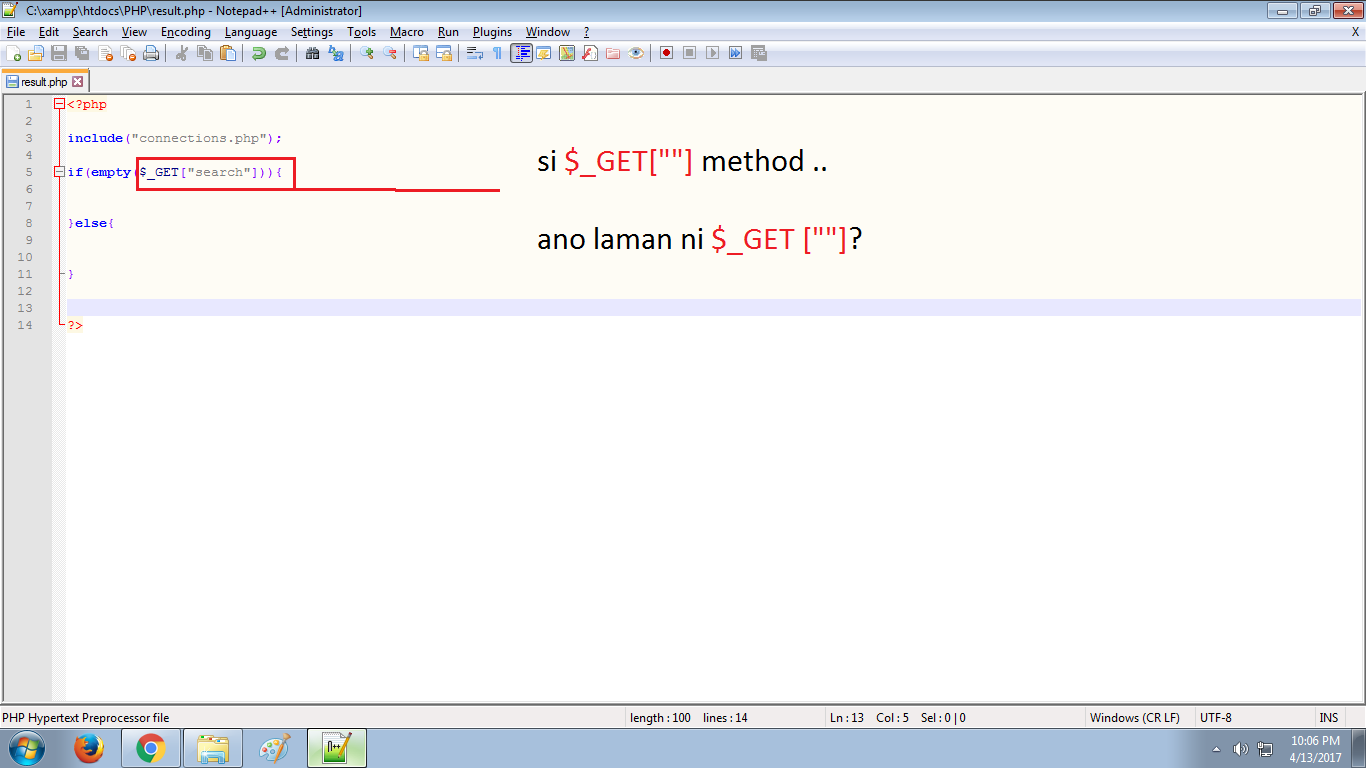 C:\xampp\htdocs\PHP\result.php - Notepad++ [Administrator]
File Edit Search View Encoding Language Settings Tools Macro Run Plugins Window ? X
result.php
1 <?php
2
3 include("connections.php");
4
5 if(empty($_GET["search"])){
6
7
8 }else{
9
10
11 }
12
13
14 ?>
si $_GET[""] method ..
ano laman ni $_GET [""]?
PHP Hypertext Preprocessor file length : 100 lines : 14 Ln : 13 Col : 5 Sel : 0 | 0 Windows (CR LF) UTF-8 INS
10:06 PM
4/13/2017